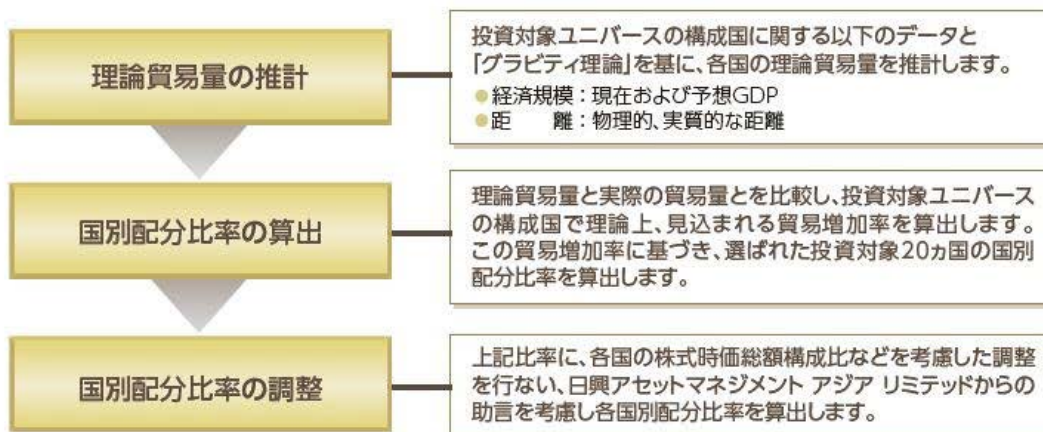 理論貿易量の推計
投資対象ユニバースの構成国に関する以下のデータと
「グラビティ理論」を基に、各国の理論貿易量を推計します。
●経済規模：現在および予想GDP
●距　　離：物理的、実質的な距離
国別配分比率の算出
理論貿易量と実際の貿易量とを比較し、投資対象ユニバース
の構成国で理論上、見込まれる貿易増加率を算出します。
この貿易増加率に基づき、選ばれた投資対象20ヵ国の国別
配分比率を算出します。
国別配分比率の調整
上記比率に、各国の株式時価総額構成比などを考慮した調整
を行ない、日興アセットマネジメント アジア リミテッドからの
助言を考慮し各国別配分比率を算出します。